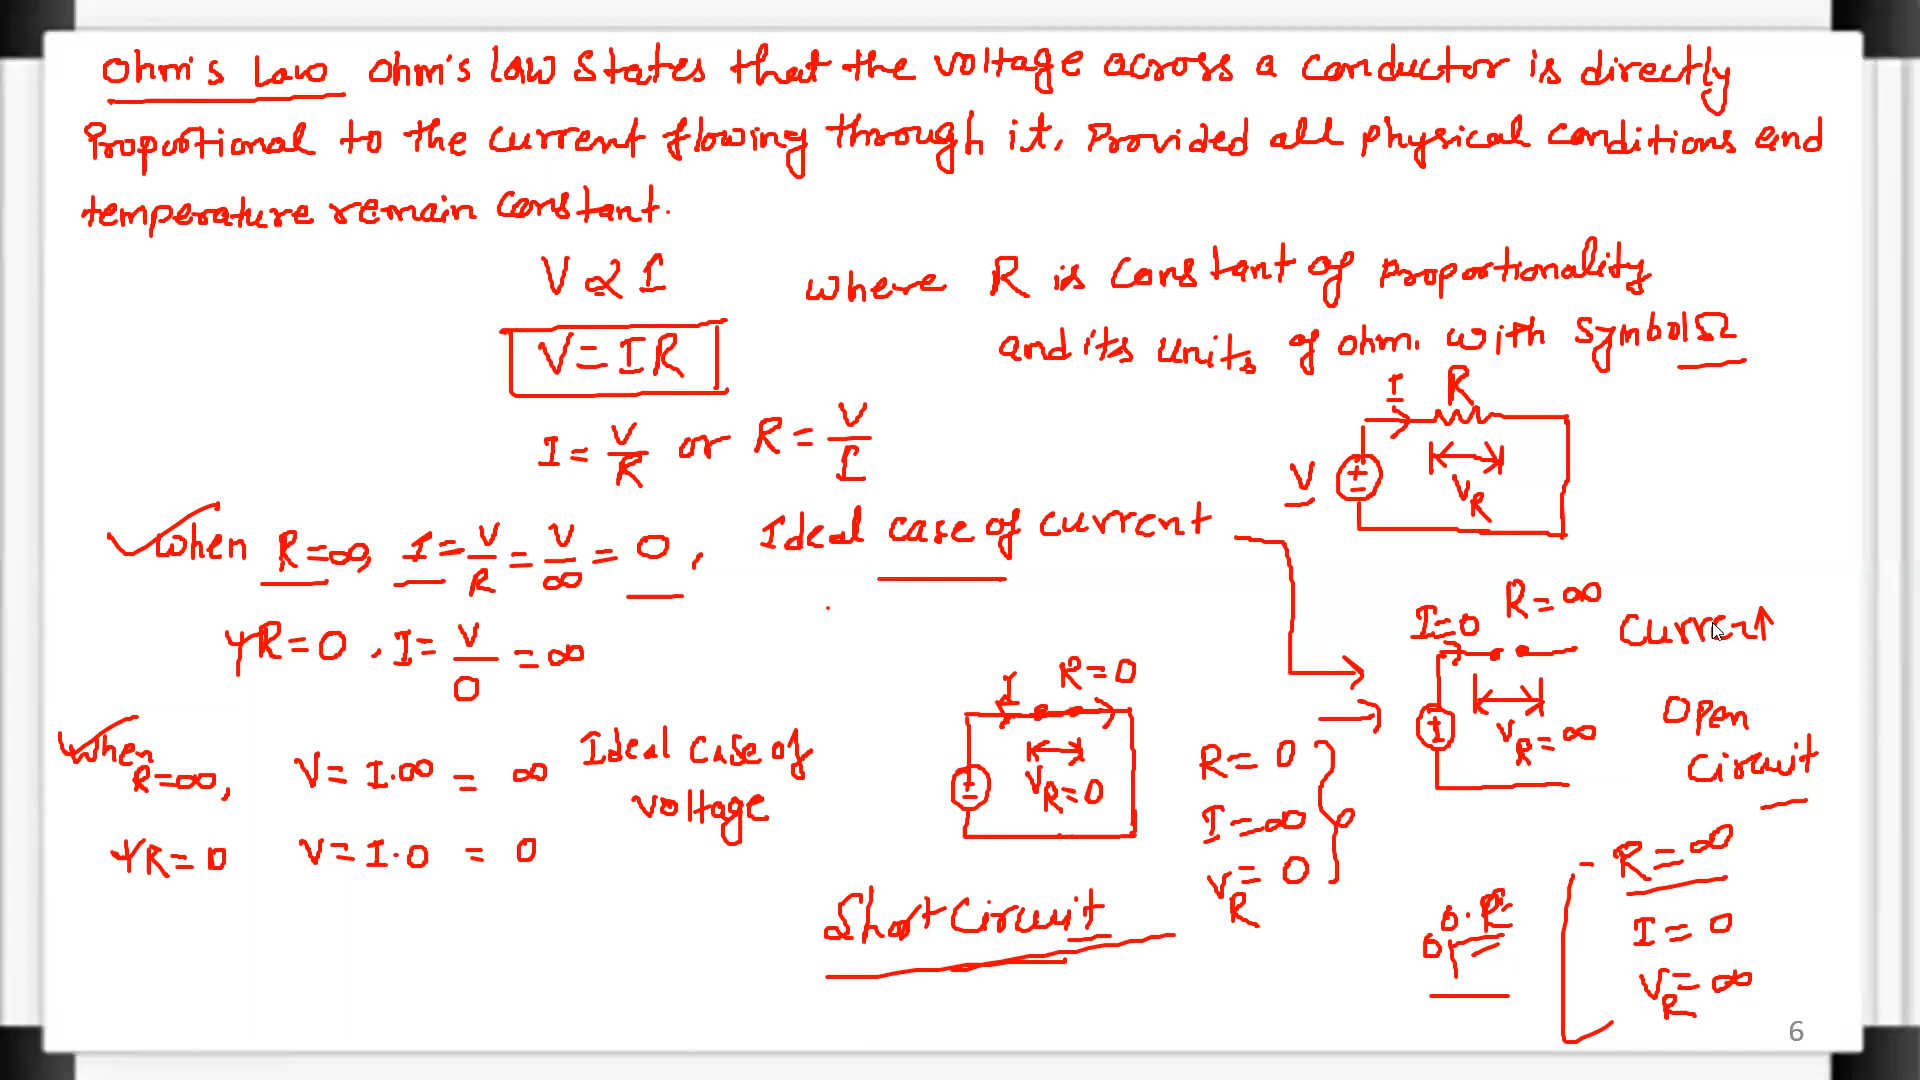 Ohm's Law Ohm's law States that the voltage across a conductor is directly
Proportional to the current flowing through it, Provided all physical conditions and
temperature remain constant.
V ∝ I
where R is constant of proportionality
V = I R
and its units of ohm. with symbol Ω
I = V/R or R = V/I
I R
V ±
V_R
When R = ∞, I = V/R = V/∞ = 0, Ideal case of current
R = 0, I = V/0 = ∞
I = 0 R = ∞ Current
V_R = ∞
Open
Circuit
When R = ∞, V = I·∞ = ∞ Ideal case of
voltage
R = 0 V = I·0 = 0
I R = 0
±
V_R = 0
Short Circuit
R = 0
I = ∞
V_R = 0
R = ∞
I = 0
V_R = ∞
6